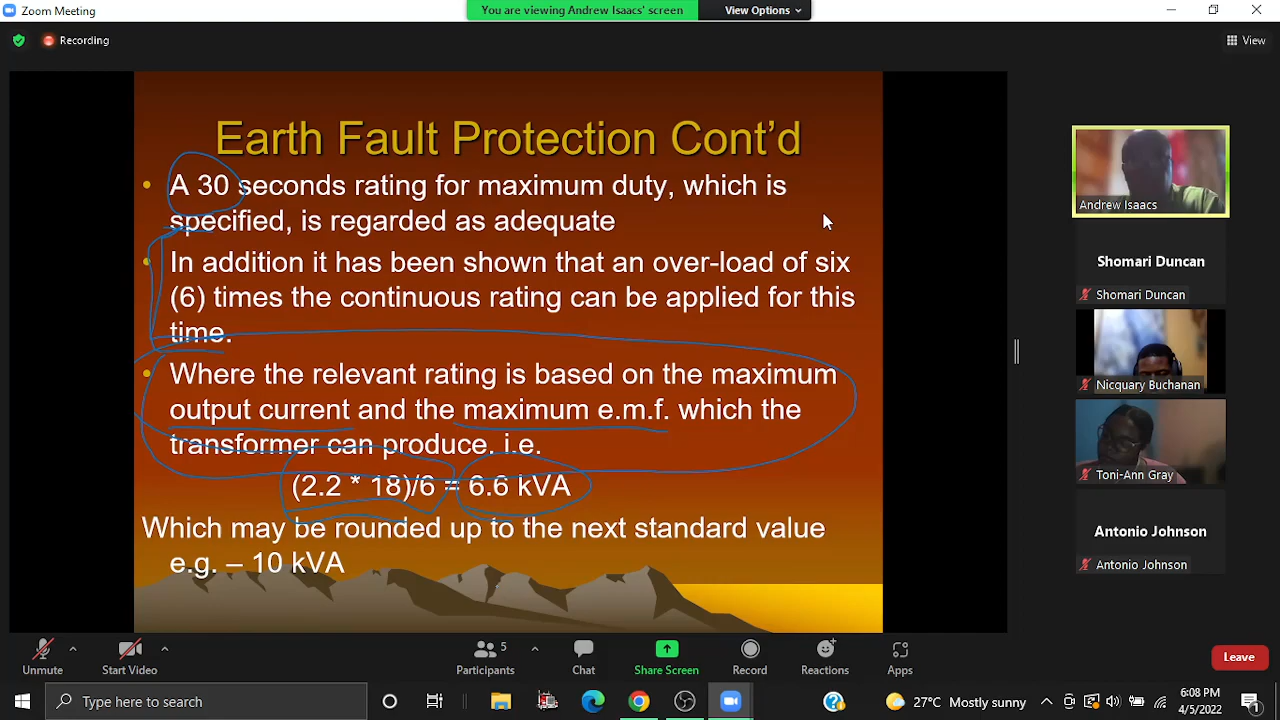 Zoom Meeting
You are viewing Andrew Isaacs' screen
View Options
Recording
View
Earth Fault Protection Cont'd
A 30 seconds rating for maximum duty, which is
specified, is regarded as adequate
In addition it has been shown that an over-load of six
(6) times the continuous rating can be applied for this
time.
Where the relevant rating is based on the maximum
output current and the maximum e.m.f. which the
transformer can produce. i.e.
(2.2 * 18)/6 = 6.6 kVA
Which may be rounded up to the next standard value
e.g. – 10 kVA
Andrew Isaacs
Shomari Duncan
Shomari Duncan
Nicquary Buchanan
Toni-Ann Gray
Antonio Johnson
Antonio Johnson
Unmute
Start Video
5
Participants
Chat
Share Screen
Record
Reactions
Apps
Leave
Type here to search
27°C Mostly sunny
6:08 PM
4/5/2022
1